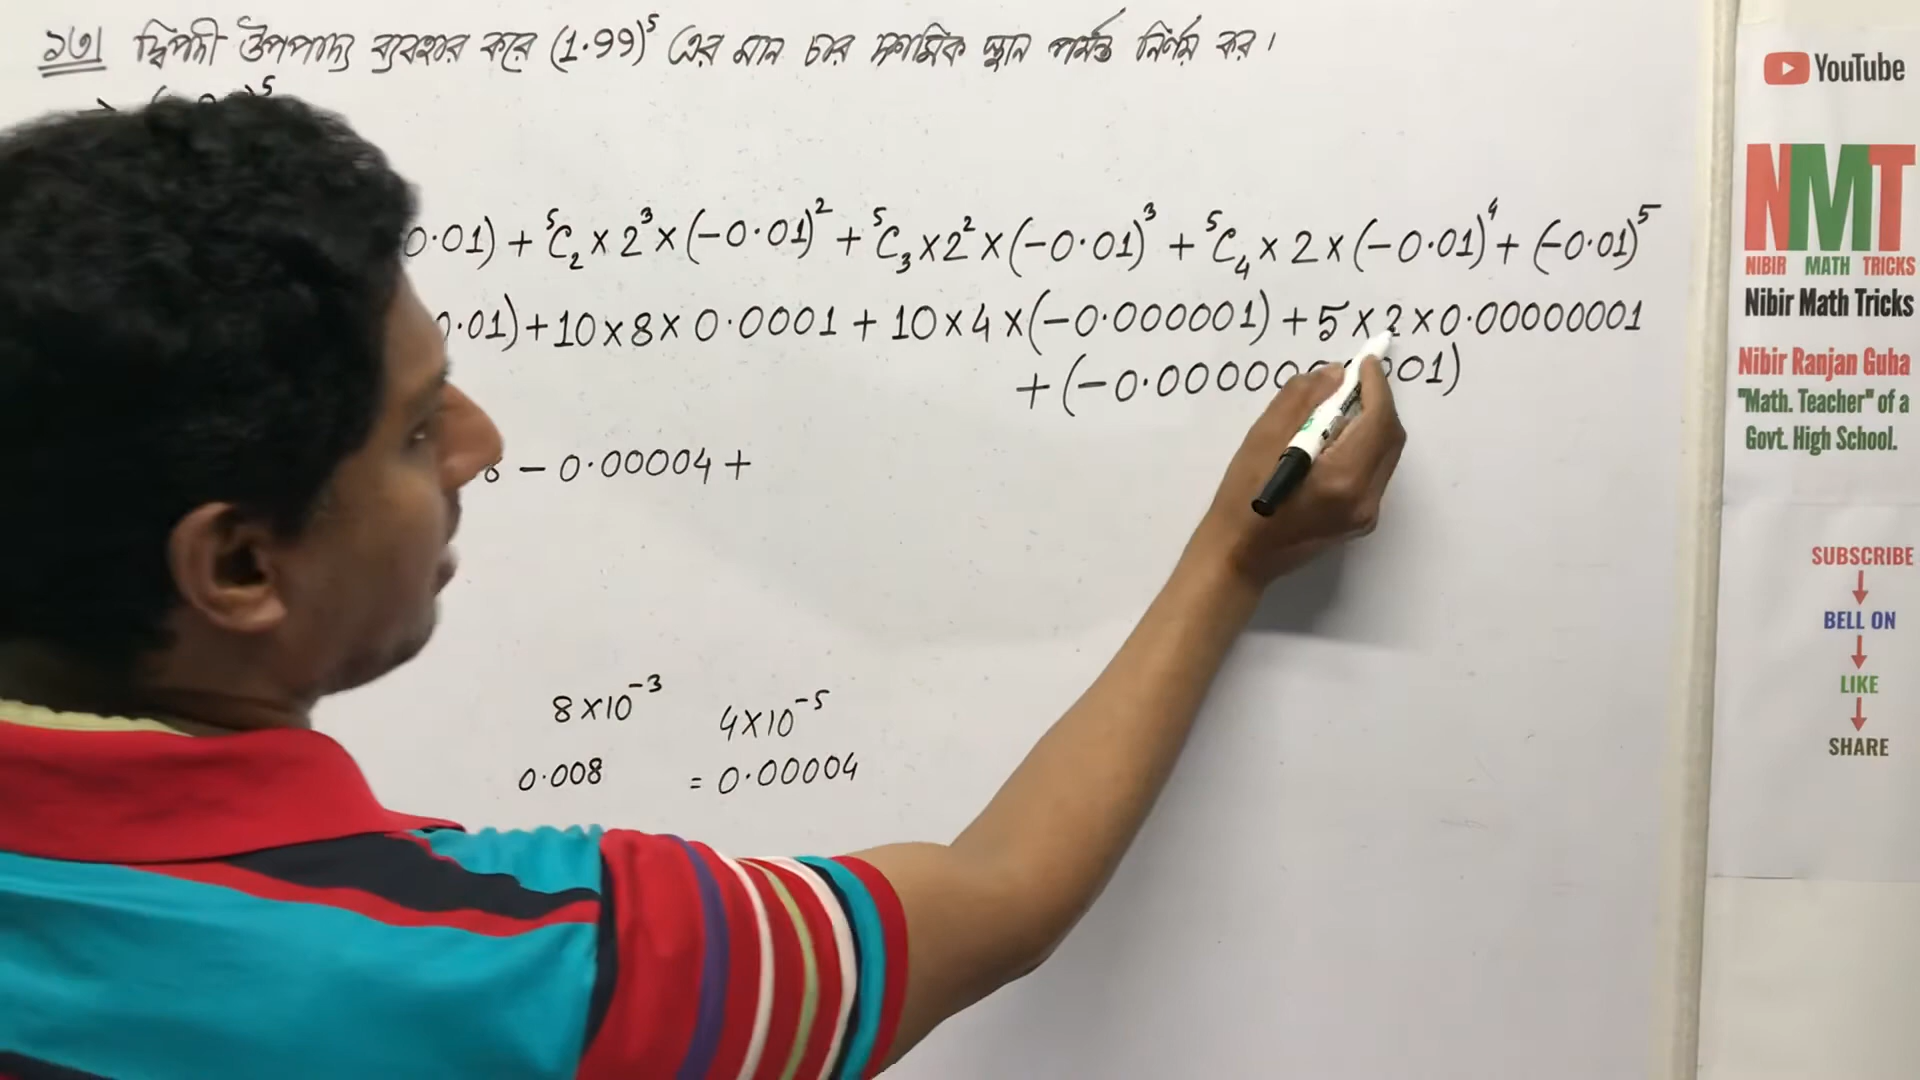 ১৩। দ্বিপদী উপপাদ্য ব্যবহার করে (1.99)⁵ এর মান চার দশমিক স্থান পর্যন্ত নির্ণয় কর।
0.01) + ⁵C₂ × 2³ × (−0.01)² + ⁵C₃ × 2² × (−0.01)³ + ⁵C₄ × 2 × (−0.01)⁴ + (−0.01)⁵
0.01) + 10 × 8 × 0.0001 + 10 × 4 × (−0.000001) + 5 × 2 × 0.00000001
8 − 0.00004 +
8×10⁻³ 4×10⁻⁵
0.008 = 0.00004
YouTube
NMT
NIBIR MATH TRICKS
Nibir Math Tricks
Nibir Ranjan Guha
"Math. Teacher" of a
Govt. High School.
SUBSCRIBE
↓
BELL ON
↓
LIKE
↓
SHARE